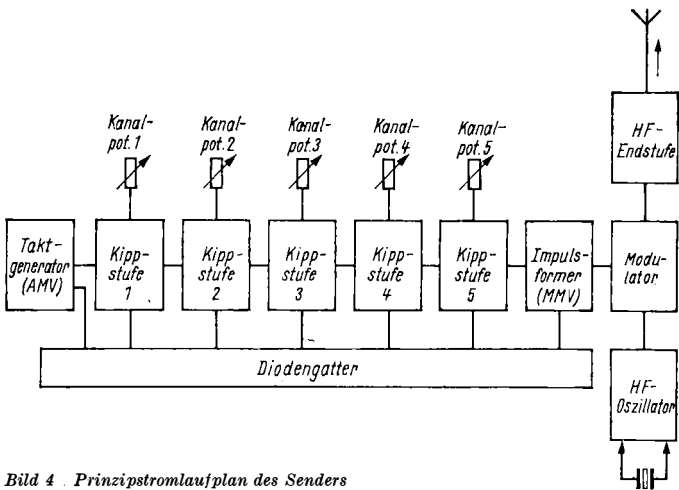 Kanal-
pot.1
Kanal-
pot.2
Kanal-
pot.3
Kanal-
pot.4
Kanal-
pot.5
HF-
Endstufe
Takt-
generator
(AMV)
Kipp-
stufe
1
Kipp-
stufe
2
Kipp-
stufe
3
Kipp-
stufe
4
Kipp-
stufe
5
Impuls-
former
(MMV)
Modu-
lator
Diodengatter
HF-
Oszillator
Bild 4 Prinzipstromlaufplan des Senders